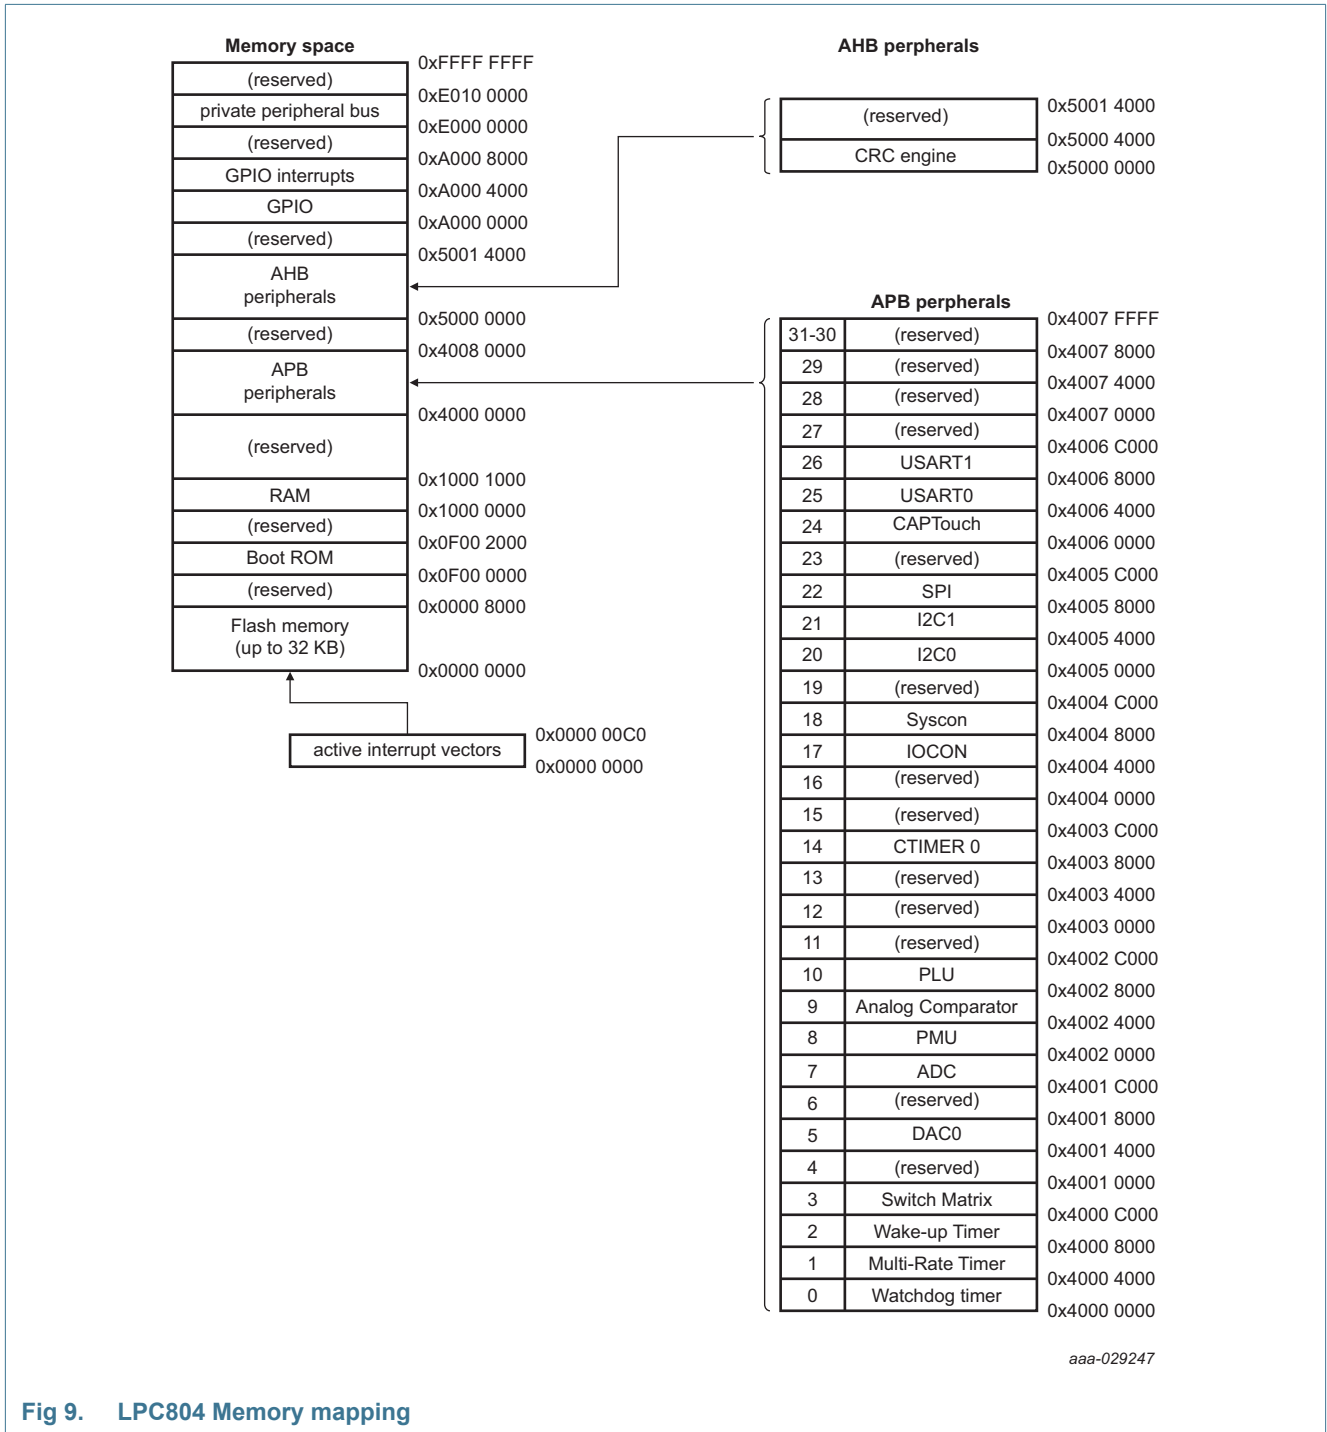 Memory space
0xFFFF FFFF
(reserved)
0xE010 0000
private peripheral bus
0xE000 0000
(reserved)
0xA000 8000
GPIO interrupts
0xA000 4000
GPIO
0xA000 0000
(reserved)
0x5001 4000
AHB
peripherals
0x5000 0000
(reserved)
0x4008 0000
APB
peripherals
0x4000 0000
(reserved)
0x1000 1000
RAM
0x1000 0000
(reserved)
0x0F00 2000
Boot ROM
0x0F00 0000
(reserved)
0x0000 8000
Flash memory
(up to 32 KB)
0x0000 0000
0x0000 00C0
active interrupt vectors
0x0000 0000
AHB perpherals
0x5001 4000
(reserved)
0x5000 4000
CRC engine
0x5000 0000
APB perpherals
0x4007 FFFF
31-30 (reserved)
0x4007 8000
29 (reserved)
0x4007 4000
28 (reserved)
0x4007 0000
27 (reserved)
0x4006 C000
26 USART1
0x4006 8000
25 USART0
0x4006 4000
24 CAPTouch
0x4006 0000
23 (reserved)
0x4005 C000
22 SPI
0x4005 8000
21 I2C1
0x4005 4000
20 I2C0
0x4005 0000
19 (reserved)
0x4004 C000
18 Syscon
0x4004 8000
17 IOCON
0x4004 4000
16 (reserved)
0x4004 0000
15 (reserved)
0x4003 C000
14 CTIMER 0
0x4003 8000
13 (reserved)
0x4003 4000
12 (reserved)
0x4003 0000
11 (reserved)
0x4002 C000
10 PLU
0x4002 8000
9 Analog Comparator
0x4002 4000
8 PMU
0x4002 0000
7 ADC
0x4001 C000
6 (reserved)
0x4001 8000
5 DAC0
0x4001 4000
4 (reserved)
0x4001 0000
3 Switch Matrix
0x4000 C000
2 Wake-up Timer
0x4000 8000
1 Multi-Rate Timer
0x4000 4000
0 Watchdog timer
0x4000 0000
aaa-029247
Fig 9. LPC804 Memory mapping